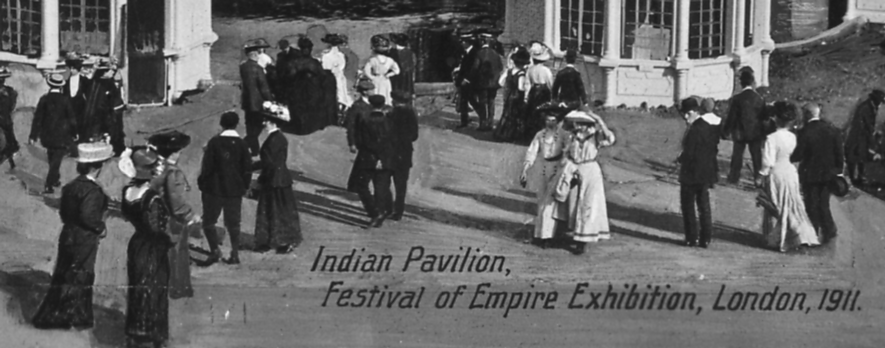 Indian Pavilion,
Festival of Empire Exhibition, London, 1911.